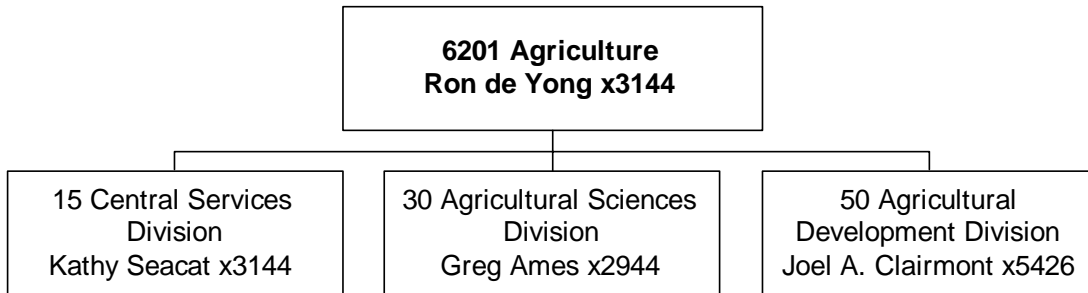 6201 Agriculture
Ron de Yong x3144
15 Central Services
Division
Kathy Seacat x3144
30 Agricultural Sciences
Division
Greg Ames x2944
50 Agricultural
Development Division
Joel A. Clairmont x5426